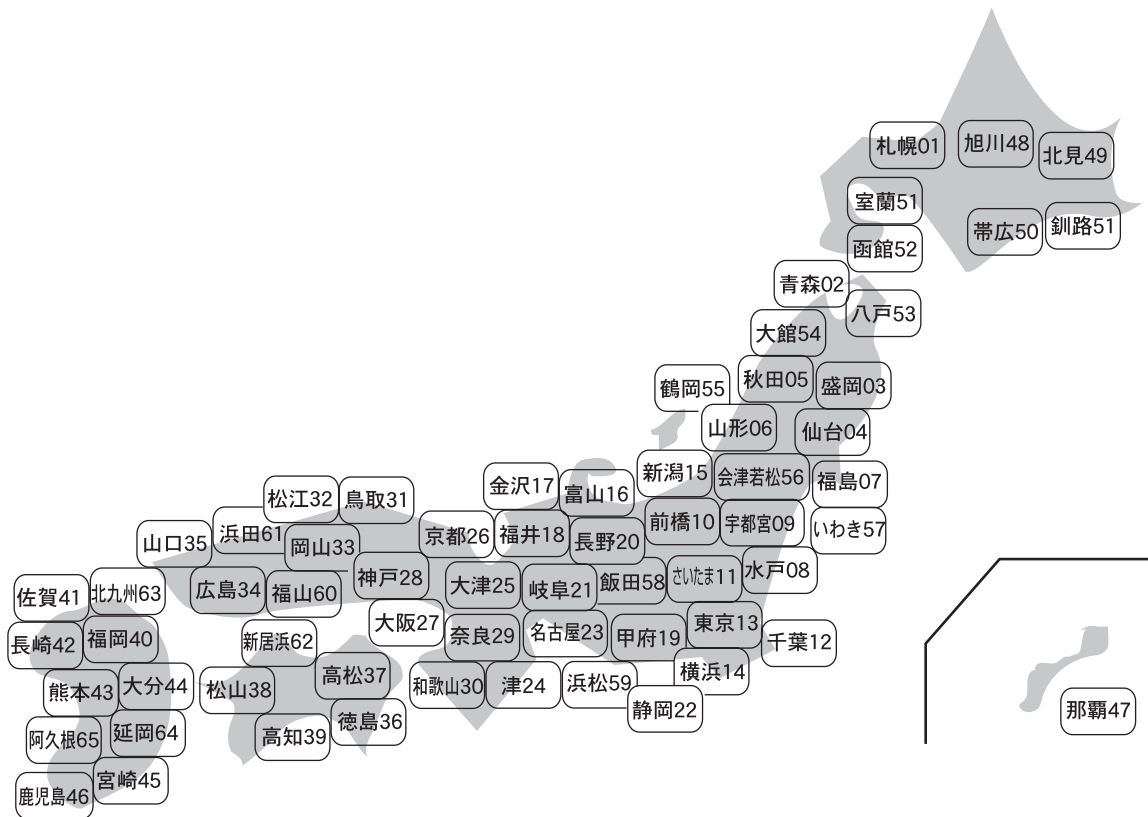 札幌01
旭川48
北見49
室蘭51
帯広50
釧路51
函館52
青森02
八戸53
大館54
秋田05
盛岡03
鶴岡55
山形06
仙台04
新潟15
会津若松56
福島07
金沢17
富山16
前橋10
宇都宮09
いわき57
松江32
鳥取31
山口35
浜田61
岡山33
京都26
福井18
長野20
佐賀41
北九州63
広島34
福山60
神戸28
大津25
岐阜21
飯田58
さいたま11
水戸08
長崎42
福岡40
新居浜62
大阪27
奈良29
名古屋23
甲府19
東京13
千葉12
熊本43
大分44
松山38
高松37
和歌山30
津24
浜松59
横浜14
静岡22
阿久根65
延岡64
高知39
徳島36
鹿児島46
宮崎45
那覇47